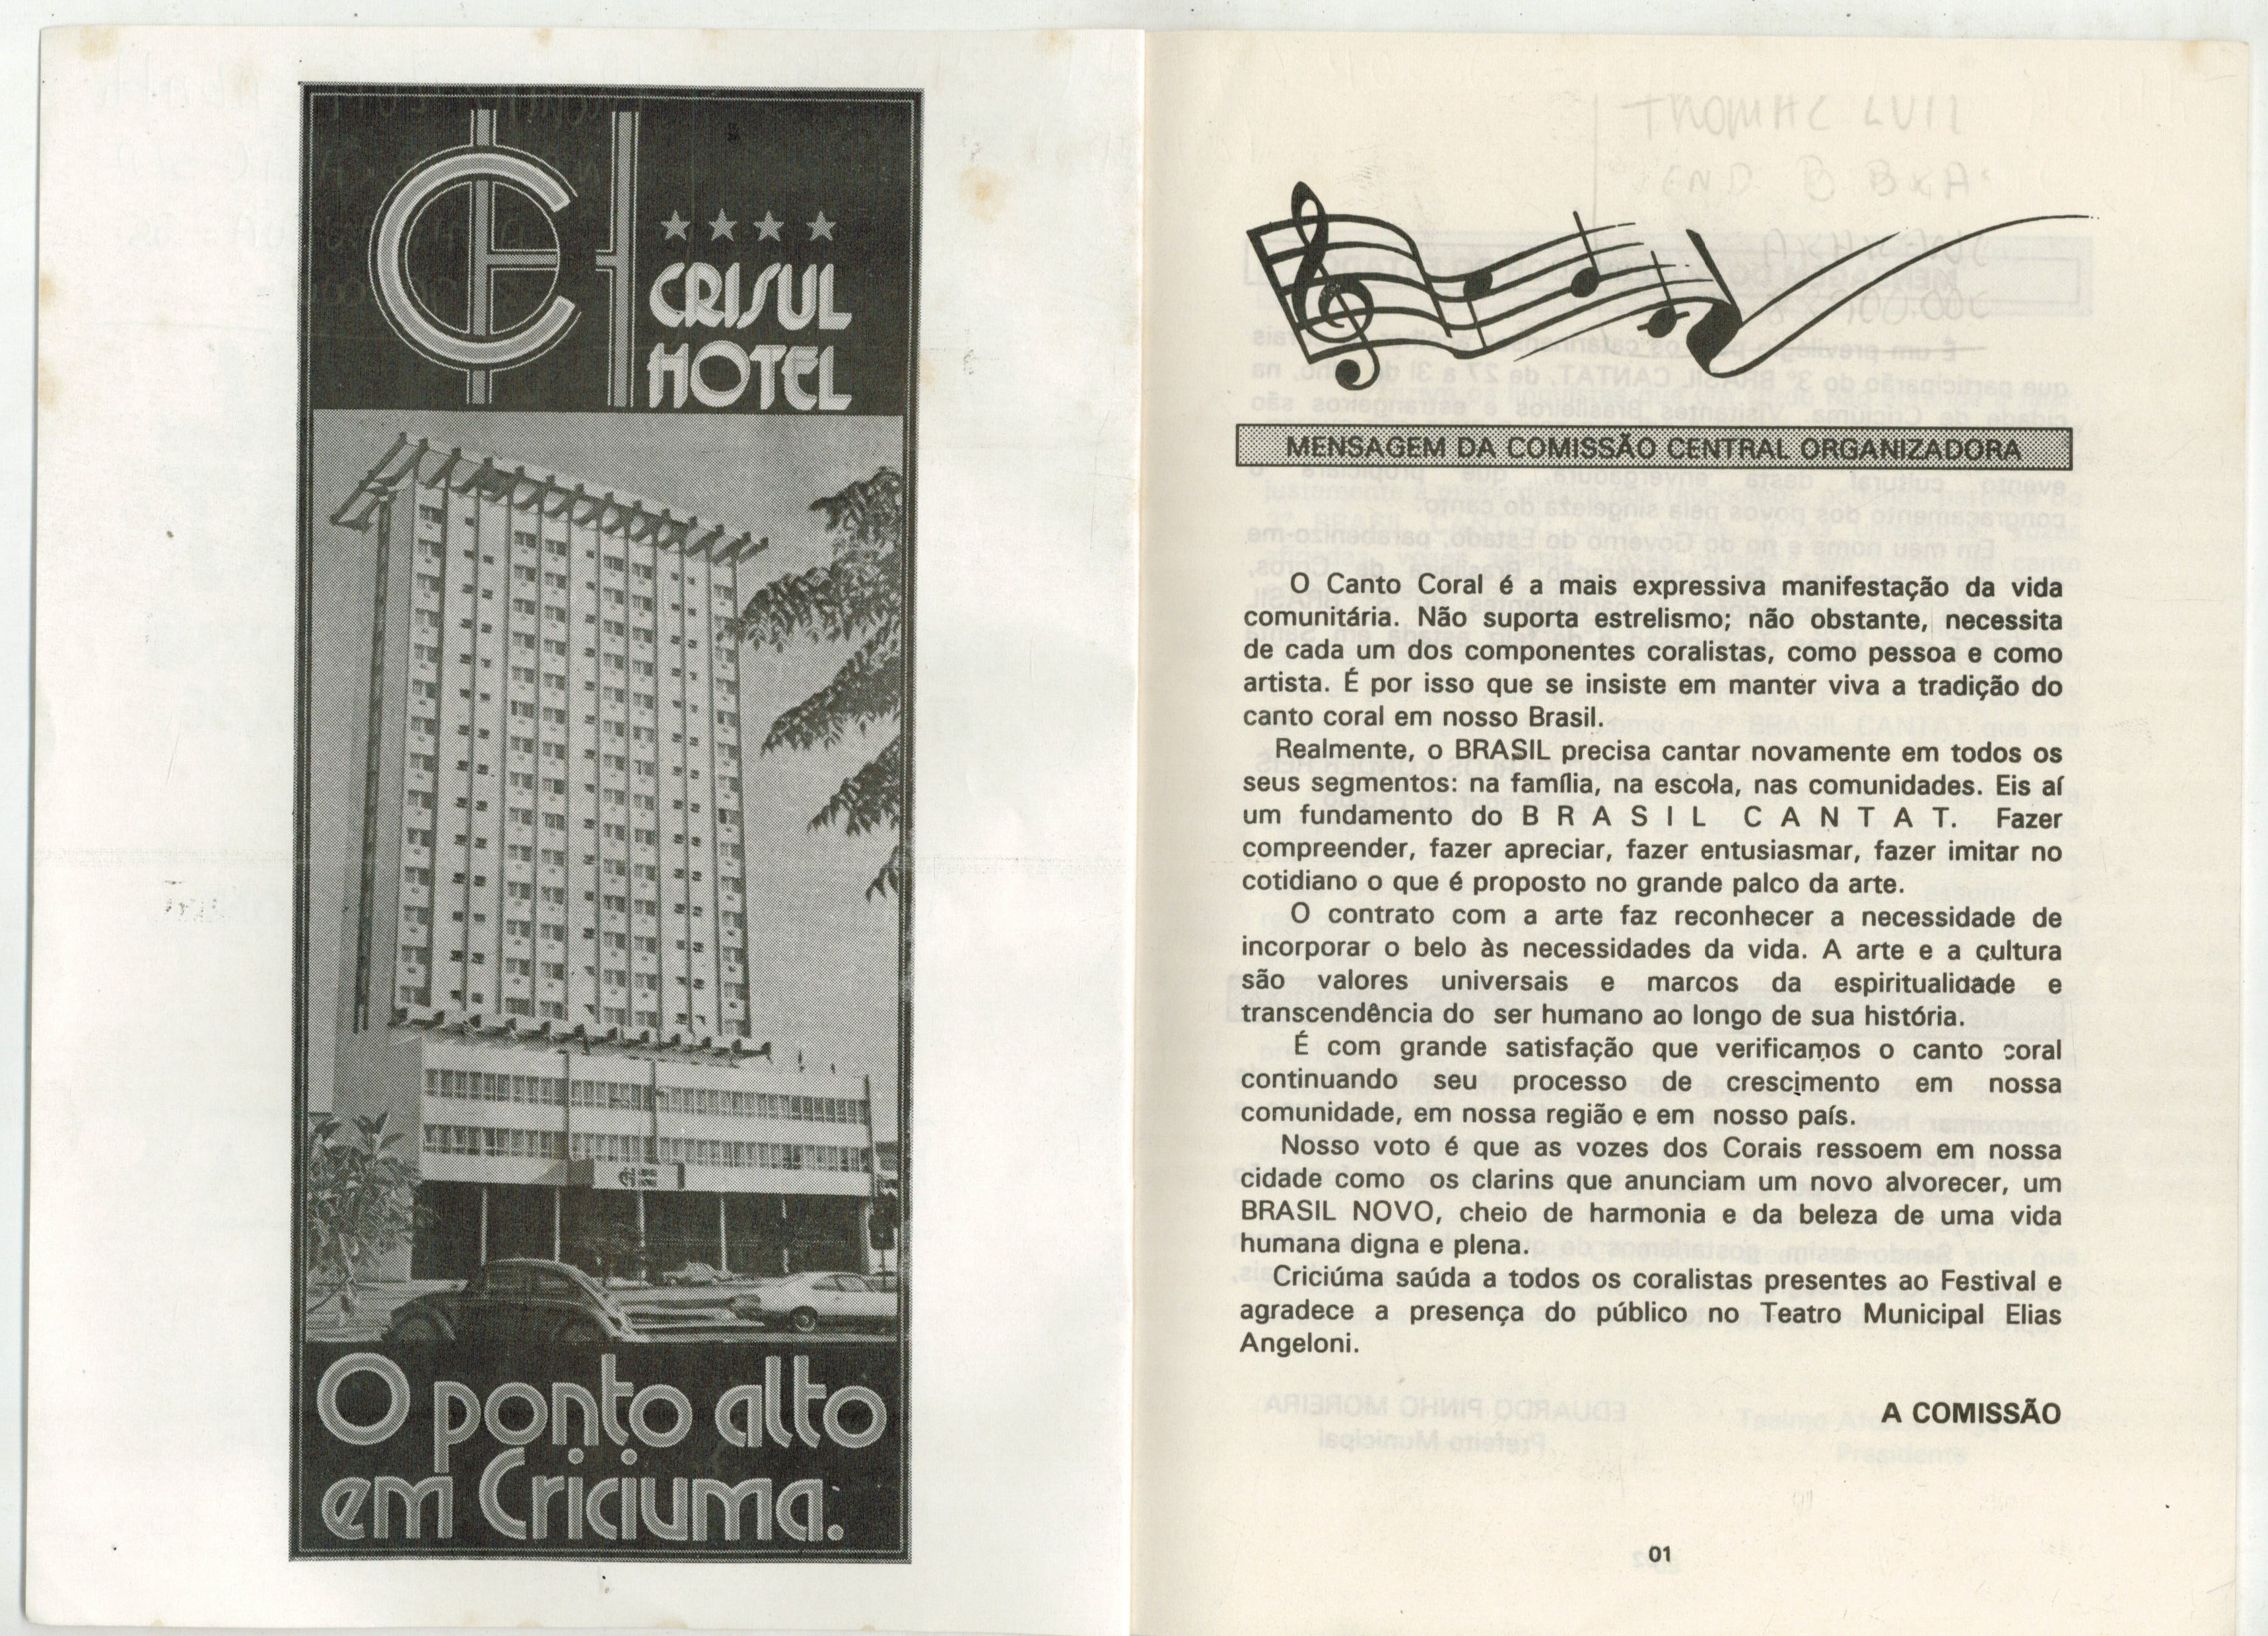 CRISUL
HOTEL
O ponto alto
em Criciuma.
MENSAGEM DA COMISSÃO CENTRAL ORGANIZADORA
O Canto Coral é a mais expressiva manifestação da vida
comunitária. Não suporta estrelismo; não obstante, necessita
de cada um dos componentes coralistas, como pessoa e como
artista. É por isso que se insiste em manter viva a tradição do
canto coral em nosso Brasil.
Realmente, o BRASIL precisa cantar novamente em todos os
seus segmentos: na família, na escola, nas comunidades. Eis aí
um fundamento do B R A S I L C A N T A T. Fazer
compreender, fazer apreciar, fazer entusiasmar, fazer imitar no
cotidiano o que é proposto no grande palco da arte.
O contrato com a arte faz reconhecer a necessidade de
incorporar o belo às necessidades da vida. A arte e a cultura
são valores universais e marcos da espiritualidade e
transcendência do ser humano ao longo de sua história.
É com grande satisfação que verificamos o canto coral
continuando seu processo de crescimento em nossa
comunidade, em nossa região e em nosso país.
Nosso voto é que as vozes dos Corais ressoem em nossa
cidade como os clarins que anunciam um novo alvorecer, um
BRASIL NOVO, cheio de harmonia e da beleza de uma vida
humana digna e plena.
Criciúma saúda a todos os coralistas presentes ao Festival e
agradece a presença do público no Teatro Municipal Elias
Angeloni.
A COMISSÃO
01